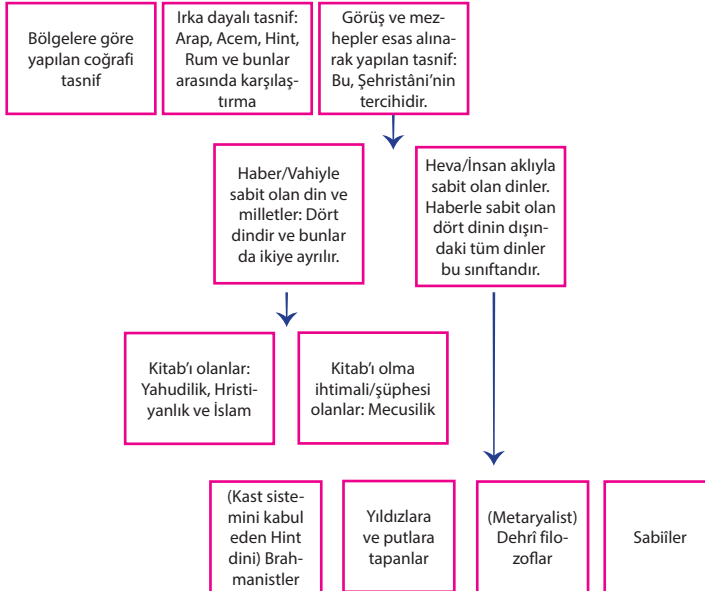 Bölgelere göre
yapılan coğrafi
tasnif
Irka dayalı tasnif:
Arap, Acem, Hint,
Rum ve bunlar
arasında karşılaş-
tırma
Görüş ve mez-
hepler esas alına-
rak yapılan tasnif:
Bu, Şehristâni’nin
tercihidir.
Haber/Vahiyle
sabit olan din ve
milletler: Dört
dindir ve bunlar
da ikiye ayrılır.
Heva/İnsan aklıyla
sabit olan dinler.
Haberle sabit olan
dört dinin dışın-
daki tüm dinler
bu sınıftandır.
Kitab’ı olanlar:
Yahudilik, Hristi-
yanlık ve İslam
Kitab’ı olma
ihtimali/şüphesi
olanlar: Mecusilik
(Kast siste-
mini kabul
eden Hint
dini) Brah-
manistler
Yıldızlara
ve putlara
tapanlar
(Metaryalist)
Dehrî filo-
zoflar
Sabiîler